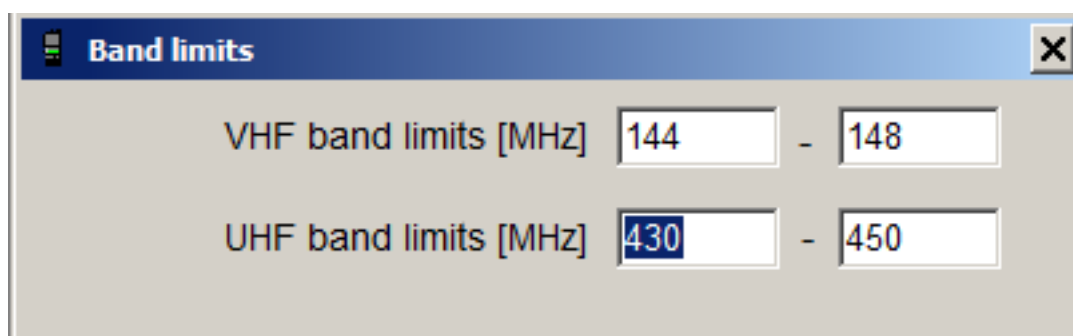 Band limits
VHF band limits [MHz] 144 - 148
UHF band limits [MHz] 430 - 450